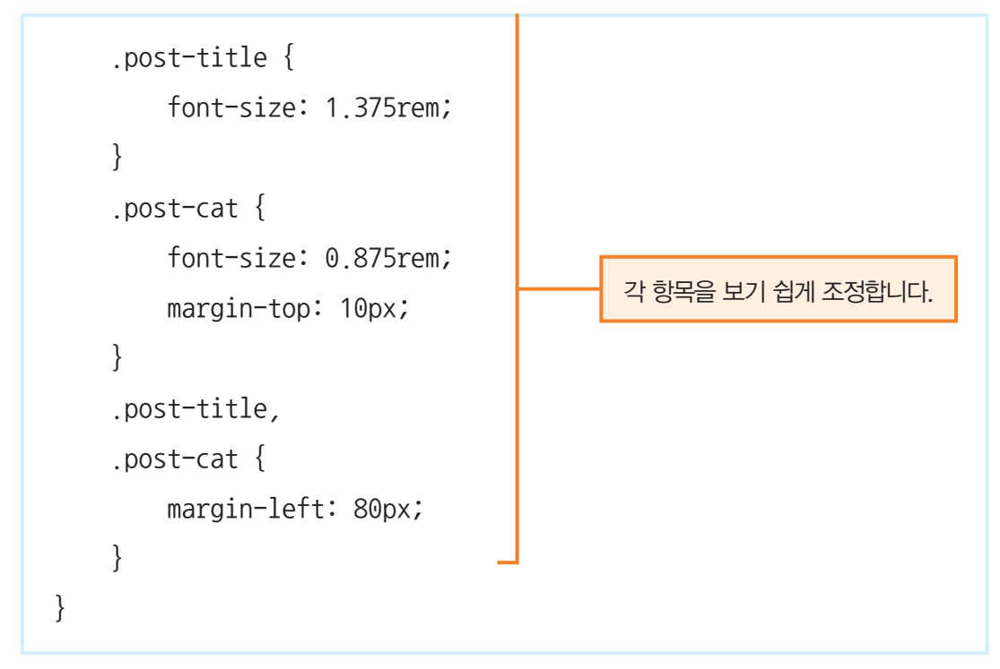 .post-title {
font-size: 1.375rem;
}
.post-cat {
font-size: 0.875rem;
margin-top: 10px;
}
각 항목을 보기 쉽게 조정합니다.
.post-title,
.post-cat {
margin-left: 80px;
}
}